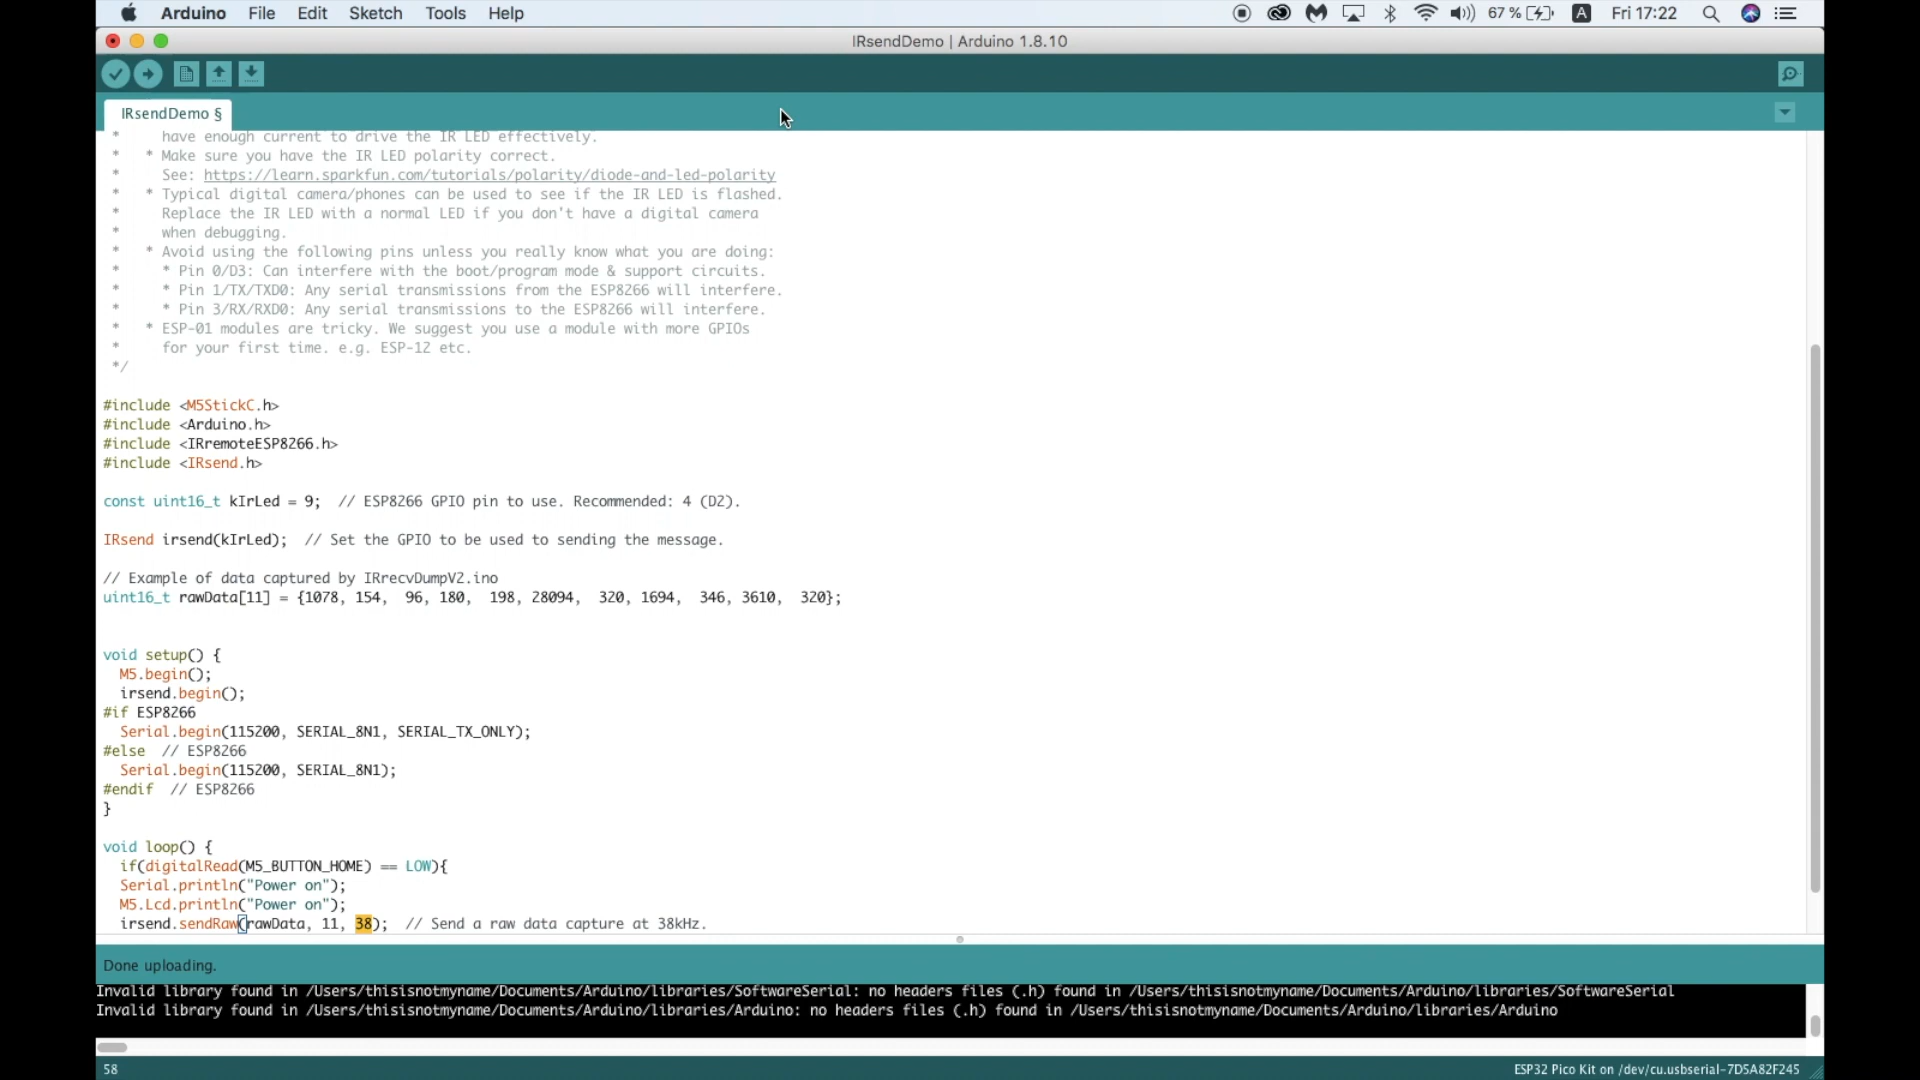 Arduino File Edit Sketch Tools Help 67 % A Fri 17:22
IRsendDemo | Arduino 1.8.10
IRsendDemo §
* have enough current to drive the IR LED effectively.
* * Make sure you have the IR LED polarity correct.
* See: https://learn.sparkfun.com/tutorials/polarity/diode-and-led-polarity
* * Typical digital camera/phones can be used to see if the IR LED is flashed.
* Replace the IR LED with a normal LED if you don't have a digital camera
* when debugging.
* * Avoid using the following pins unless you really know what you are doing:
* * Pin 0/D3: Can interfere with the boot/program mode & support circuits.
* * Pin 1/TX/TXD0: Any serial transmissions from the ESP8266 will interfere.
* * Pin 3/RX/RXD0: Any serial transmissions to the ESP8266 will interfere.
* * ESP-01 modules are tricky. We suggest you use a module with more GPIOs
* for your first time. e.g. ESP-12 etc.
*/
#include <M5StickC.h>
#include <Arduino.h>
#include <IRremoteESP8266.h>
#include <IRsend.h>
const uint16_t kIrLed = 9; // ESP8266 GPIO pin to use. Recommended: 4 (D2).
IRsend irsend(kIrLed); // Set the GPIO to be used to sending the message.
// Example of data captured by IRrecvDumpV2.ino
uint16_t rawData[11] = {1078, 154, 96, 180, 198, 28094, 320, 1694, 346, 3610, 320};
void setup() {
M5.begin();
irsend.begin();
#if ESP8266
Serial.begin(115200, SERIAL_8N1, SERIAL_TX_ONLY);
#else // ESP8266
Serial.begin(115200, SERIAL_8N1);
#endif // ESP8266
}
void loop() {
if(digitalRead(M5_BUTTON_HOME) == LOW){
Serial.println("Power on");
M5.Lcd.println("Power on");
irsend.sendRaw(rawData, 11, 38); // Send a raw data capture at 38kHz.
Done uploading.
Invalid library found in /Users/thisisnotmyname/Documents/Arduino/libraries/SoftwareSerial: no headers files (.h) found in /Users/thisisnotmyname/Documents/Arduino/libraries/SoftwareSerial
Invalid library found in /Users/thisisnotmyname/Documents/Arduino/libraries/Arduino: no headers files (.h) found in /Users/thisisnotmyname/Documents/Arduino/libraries/Arduino
58 ESP32 Pico Kit on /dev/cu.usbserial-7D5A82F245